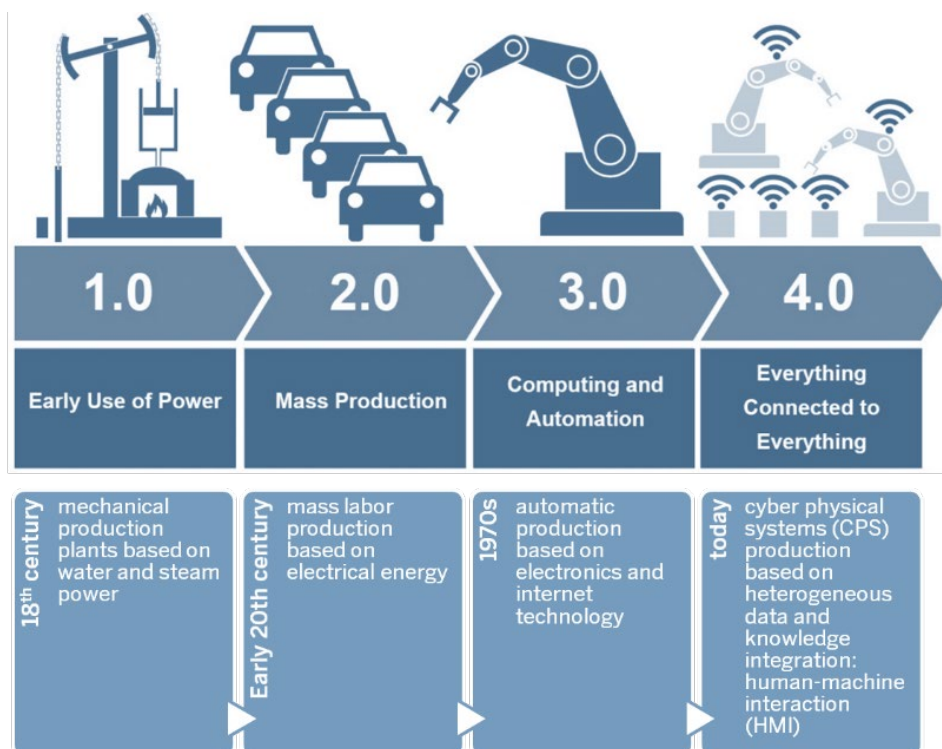 1.0
2.0
3.0
4.0
Early Use of Power
Mass Production
Computing and
Automation
Everything
Connected to
Everything
18th century
mechanical
production
plants based on
water and steam
power
Early 20th century
mass labor
production
based on
electrical energy
1970s
automatic
production
based on
electronics and
internet
technology
today
cyber physical
systems (CPS)
production
based on
heterogeneous
data and
knowledge
integration:
human-machine
interaction
(HMI)